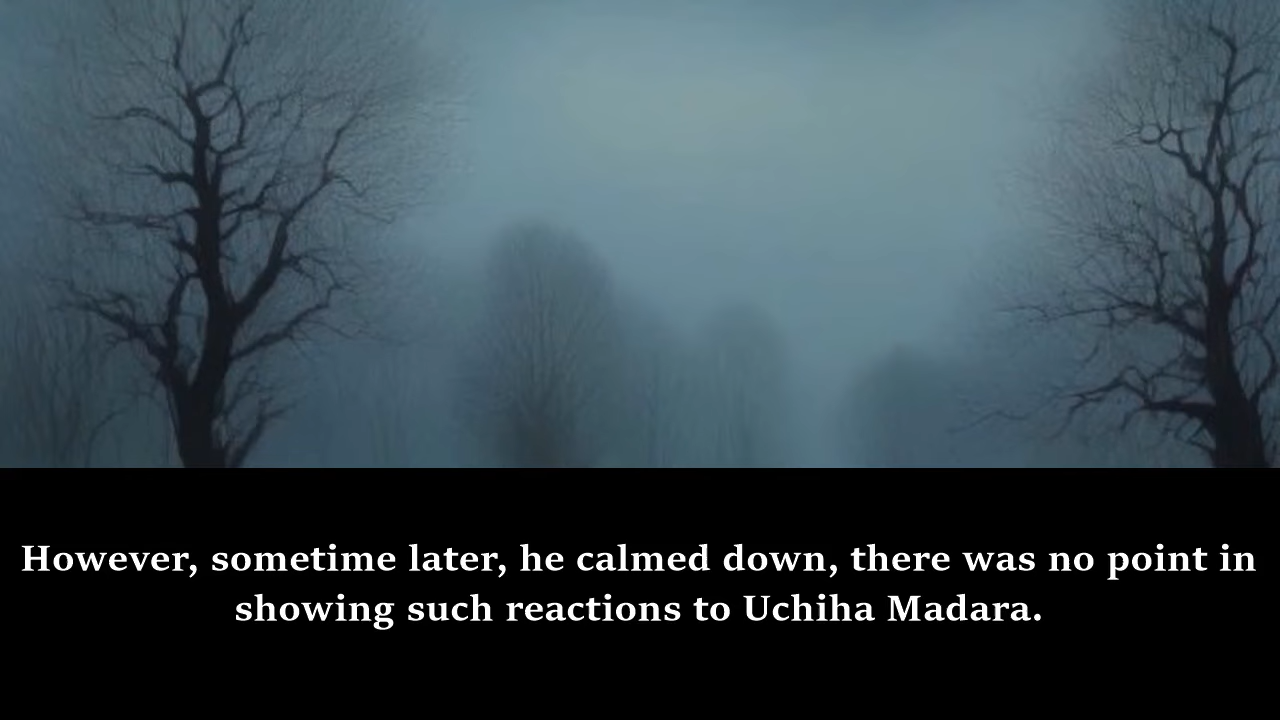 However, sometime later, he calmed down, there was no point in
showing such reactions to Uchiha Madara.